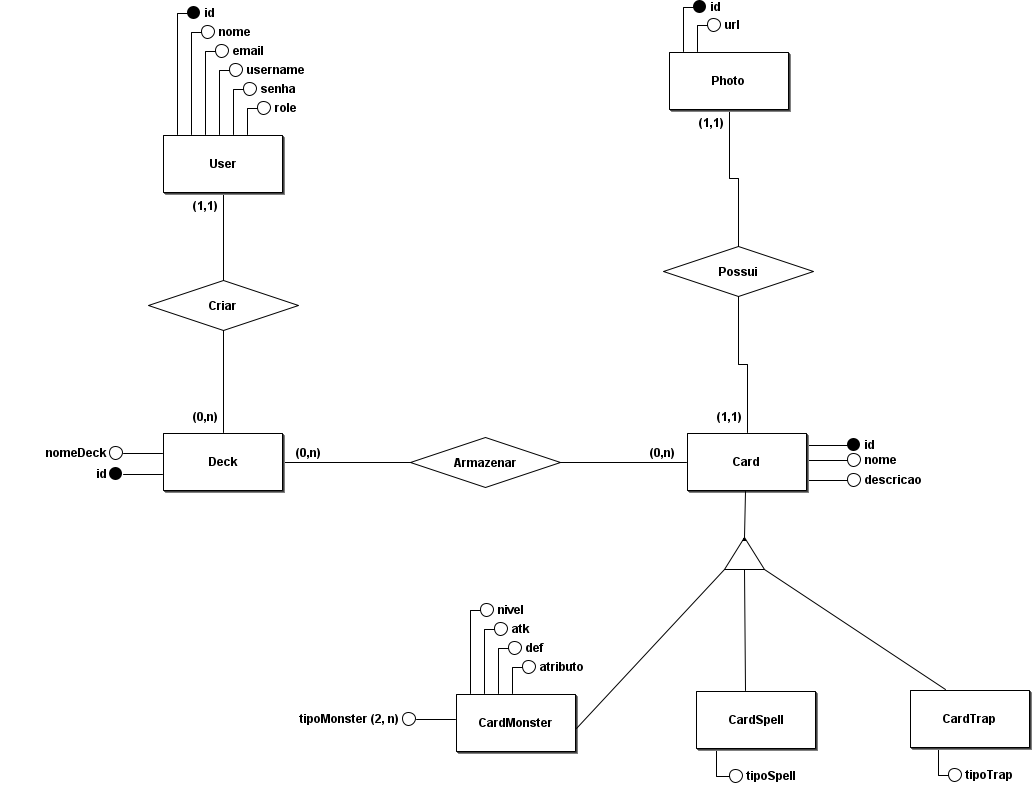 id
nome
email
username
senha
role
User
(1,1)
Criar
(0,n)
id
url
Photo
(1,1)
Possui
(1,1)
nomeDeck
id
Deck
(0,n)
Armazenar
(0,n)
Card
id
nome
descricao
nivel
atk
def
atributo
tipoMonster (2, n)
CardMonster
CardSpell
tipoSpell
CardTrap
tipoTrap